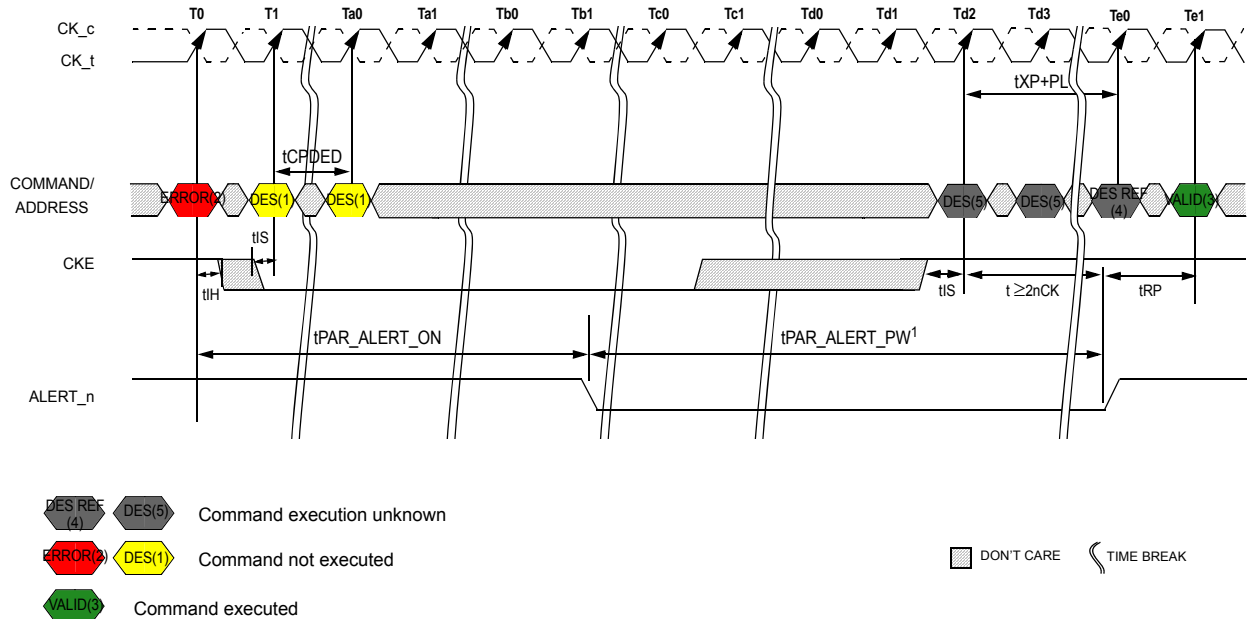 T0 T1 Ta0 Ta1 Tb0 Tb1 Tc0 Tc1 Td0 Td1 Td2 Td3 Te0 Te1
CK_c
CK_t
tXP+PL
tCPDED
COMMAND/
ADDRESS
ERROR(2) DES(1) DES(1) DES(5) DES(5) DES REF
(4) VALID(3)
tIS
CKE
tIH
tIS t ≥2nCK tRP
tPAR_ALERT_ON tPAR_ALERT_PW1
ALERT_n
DES REF
(4) DES(5) Command execution unknown
ERROR(2) DES(1) Command not executed
DON'T CARE TIME BREAK
VALID(3) Command executed